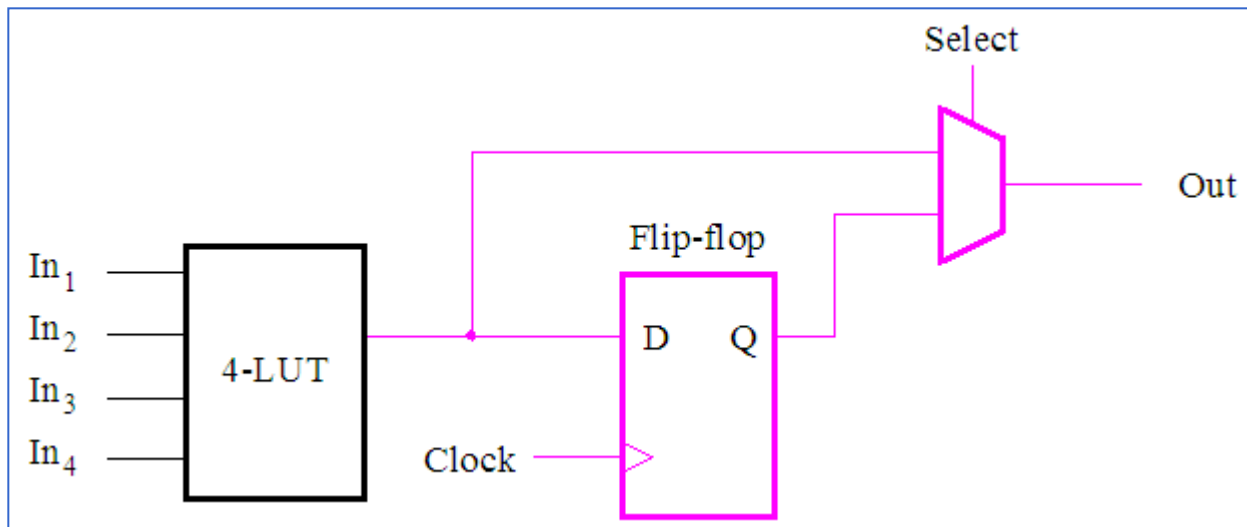 Select
Out
Flip-flop
In₁
In₂
In₃
In₄
4-LUT
D
Q
Clock